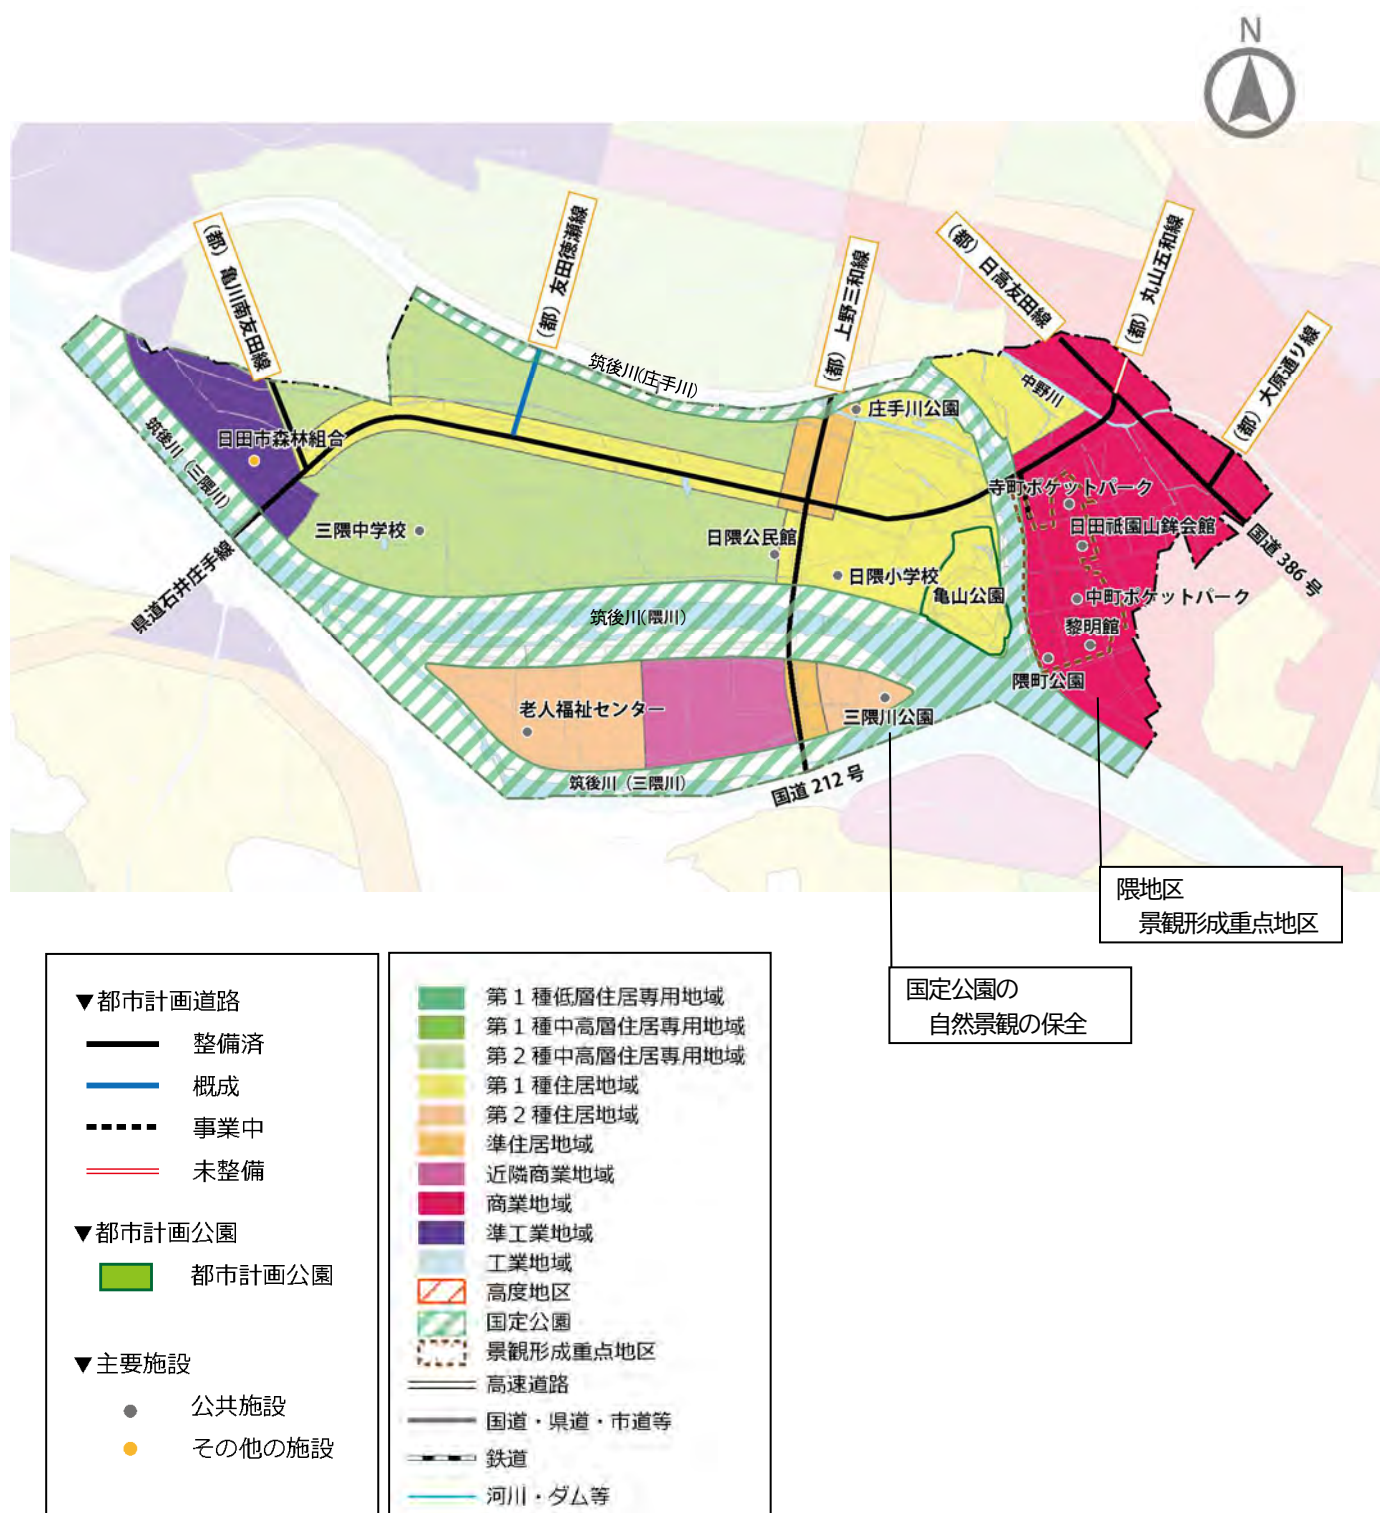 N
(都) 亀川南友田線
(都) 友田徳瀬線
(都) 上野三和線
(都) 日高友田線
(都) 丸山五和線
(都) 大原通り線
筑後川(庄手川)
中野川
庄手川公園
日田市森林組合
筑後川 (三隈川)
三隈中学校
日隈公民館
日隈小学校
亀山公園
寺町ポケットパーク
日田祇園山鉾会館
中町ポケットパーク
黎明館
隈町公園
国道 386 号
県道石井庄手線
筑後川(隈川)
老人福祉センター
三隈川公園
筑後川 (三隈川)
国道 212 号
隈地区
景観形成重点地区
国定公園の
自然景観の保全
▼都市計画道路
整備済
概成
事業中
未整備
▼都市計画公園
都市計画公園
▼主要施設
公共施設
その他の施設
第1種低層住居専用地域
第1種中高層住居専用地域
第2種中高層住居専用地域
第1種住居地域
第2種住居地域
準住居地域
近隣商業地域
商業地域
準工業地域
工業地域
高度地区
国定公園
景観形成重点地区
高速道路
国道・県道・市道等
鉄道
河川・ダム等